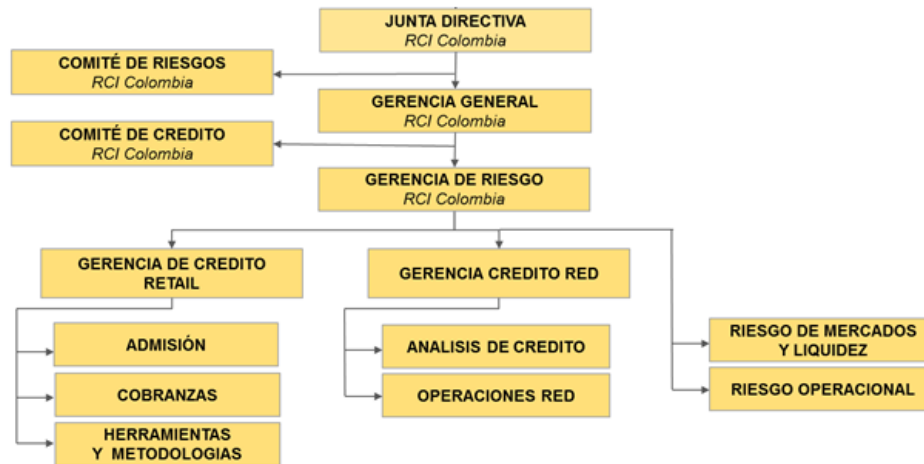 JUNTA DIRECTIVA
RCI Colombia
COMITÉ DE RIESGOS
RCI Colombia
GERENCIA GENERAL
RCI Colombia
COMITÉ DE CREDITO
RCI Colombia
GERENCIA DE RIESGO
RCI Colombia
GERENCIA DE CREDITO
RETAIL
GERENCIA CREDITO RED
ADMISIÓN
COBRANZAS
HERRAMIENTAS
Y METODOLOGIAS
ANALISIS DE CREDITO
OPERACIONES RED
RIESGO DE MERCADOS
Y LIQUIDEZ
RIESGO OPERACIONAL